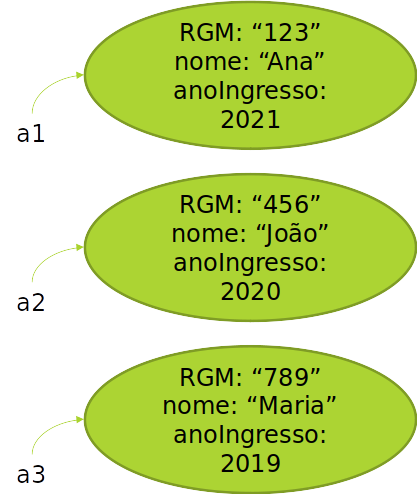 RGM: “123”
nome: “Ana”
anoIngresso:
2021
a1
RGM: “456”
nome: “João”
anoIngresso:
2020
a2
RGM: “789”
nome: “Maria”
anoIngresso:
2019
a3